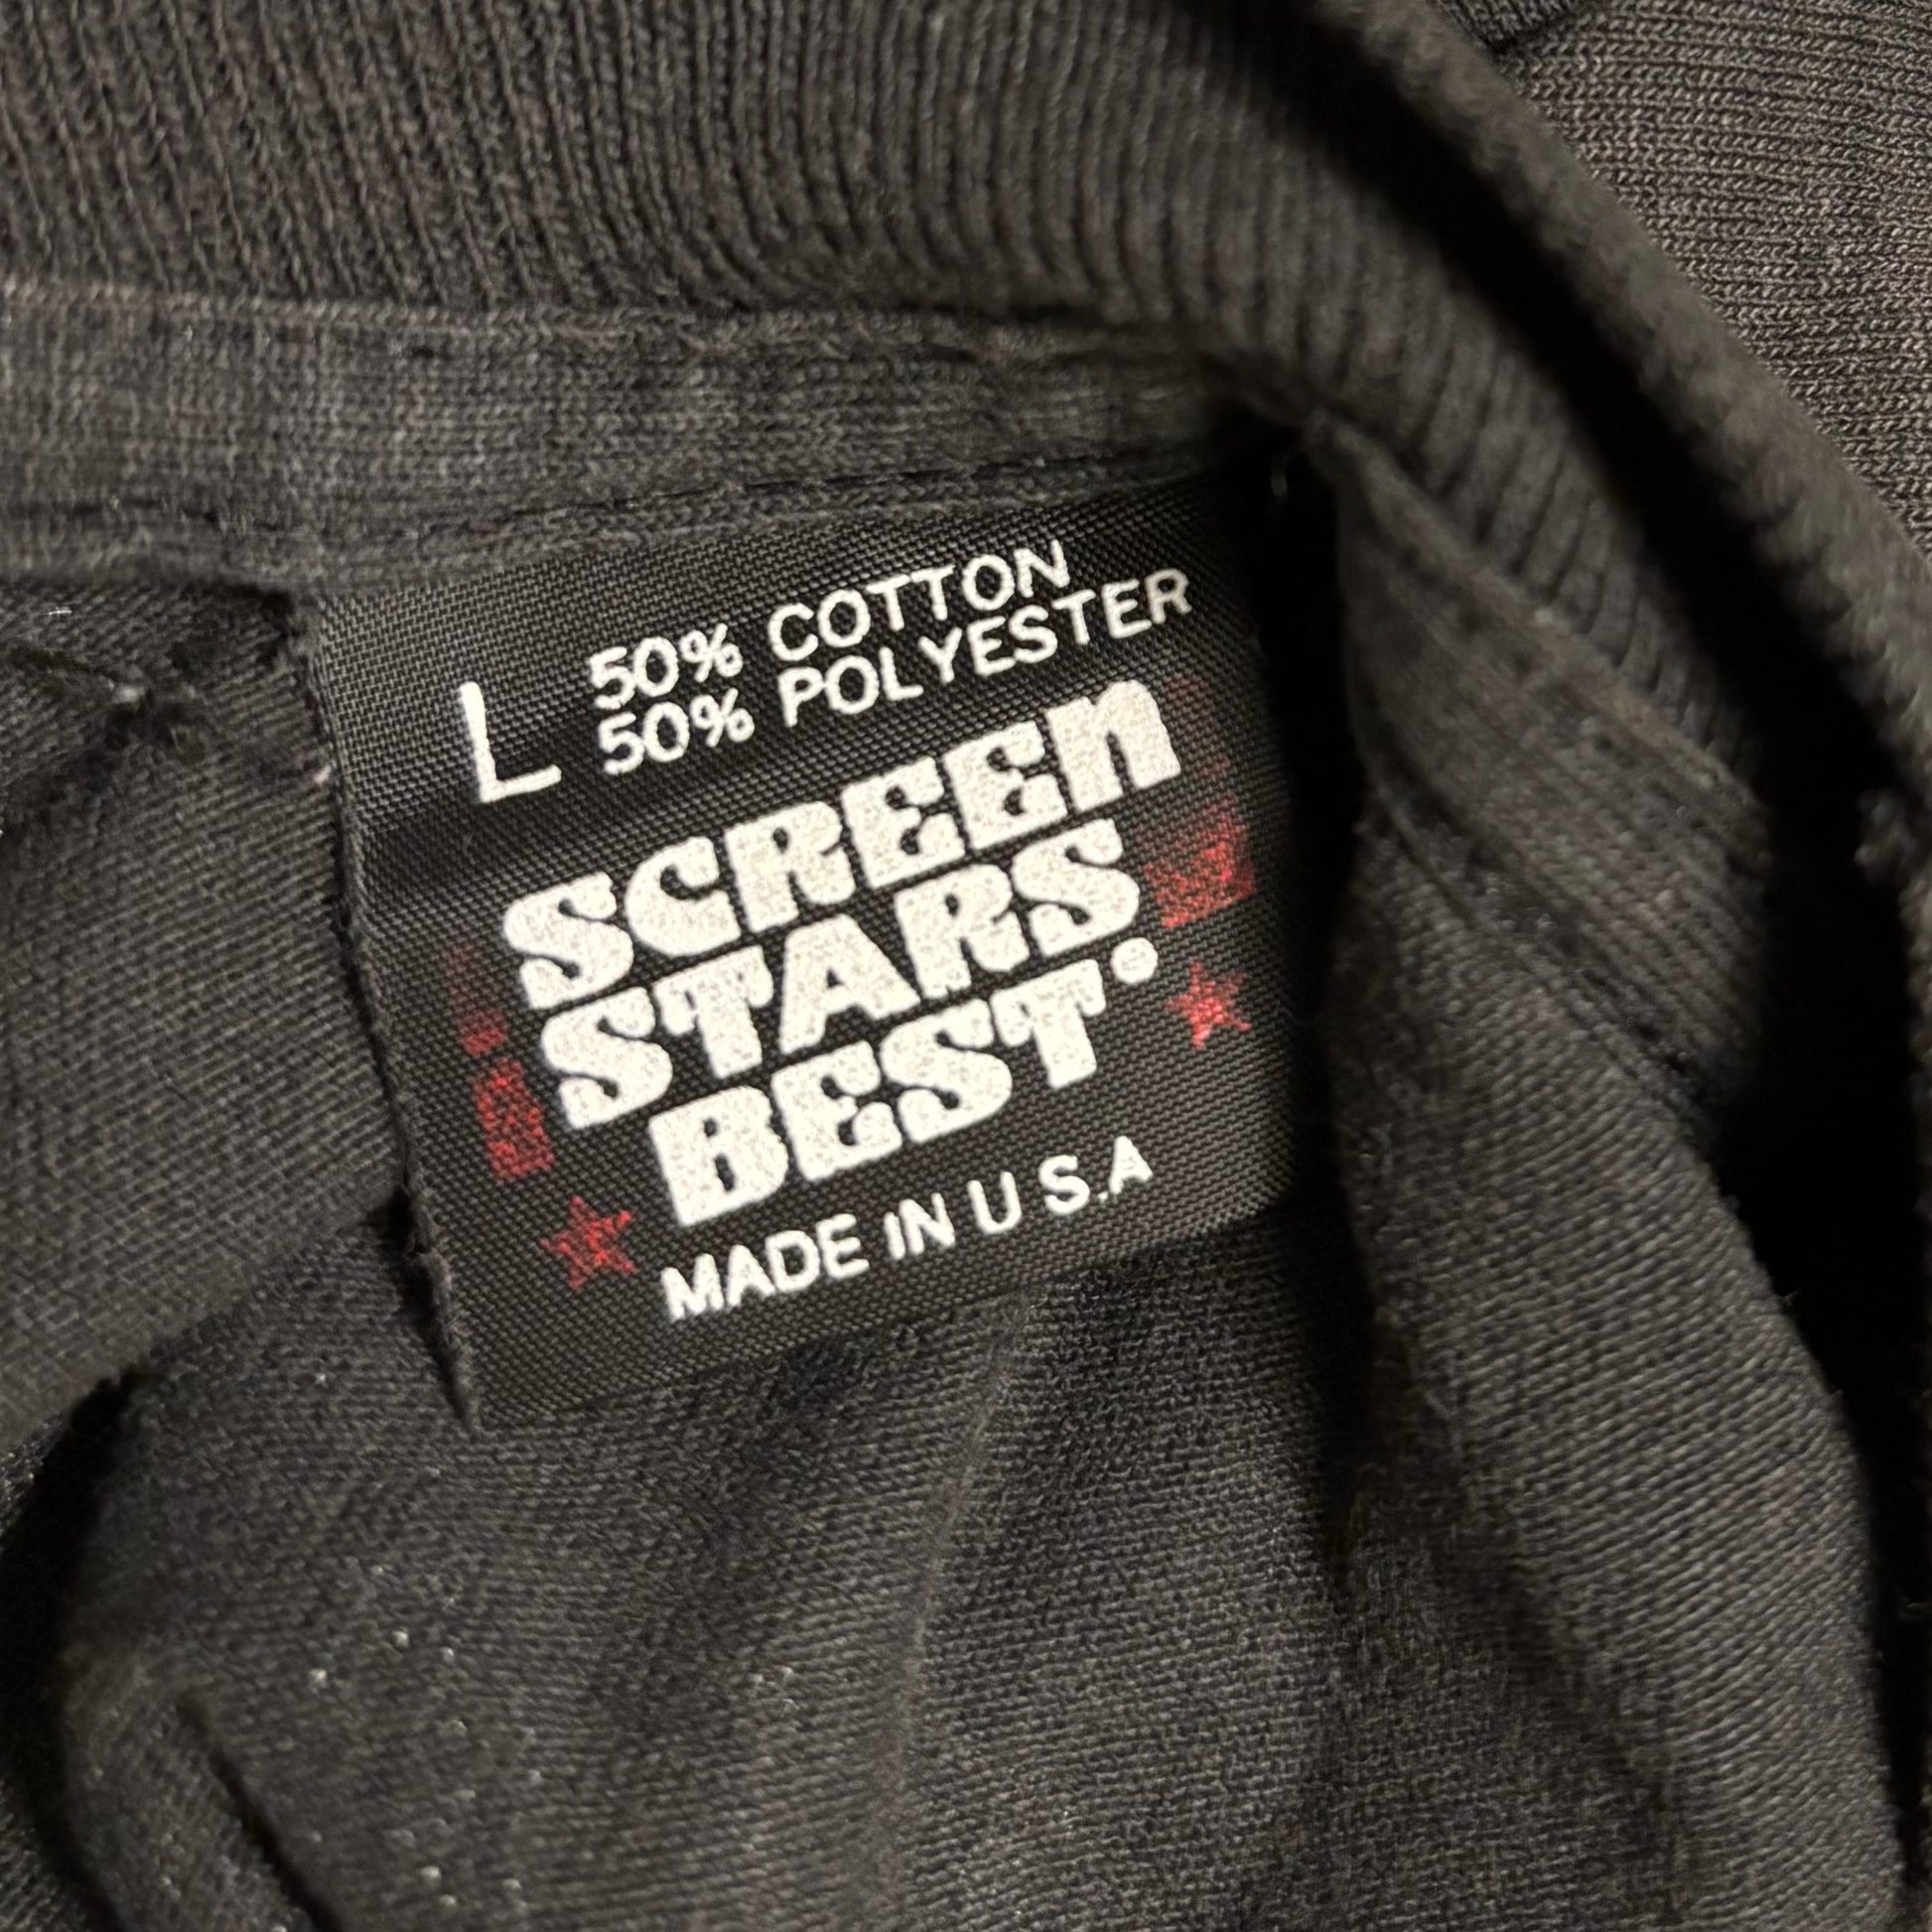 L
50% COTTON
50% POLYESTER
SCREEn
STARS
BEST®
MADE IN U S.A